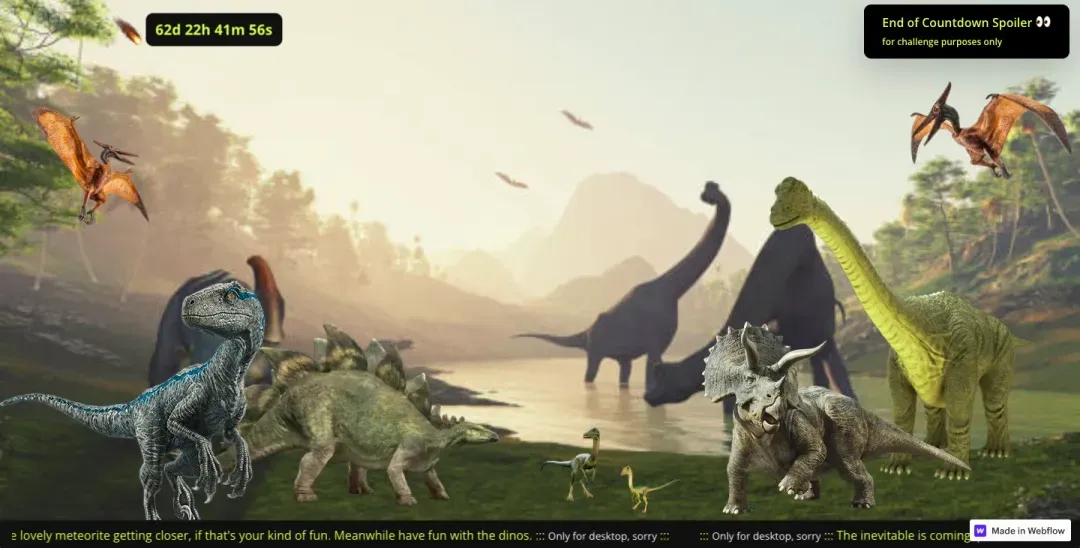 62d 22h 41m 56s
End of Countdown Spoiler 👀
for challenge purposes only
lovely meteorite getting closer, if that's your kind of fun. Meanwhile have fun with the dinos. ::: Only for desktop, sorry ::: ::: Only for desktop, sorry ::: The inevitable is coming
Made in Webflow